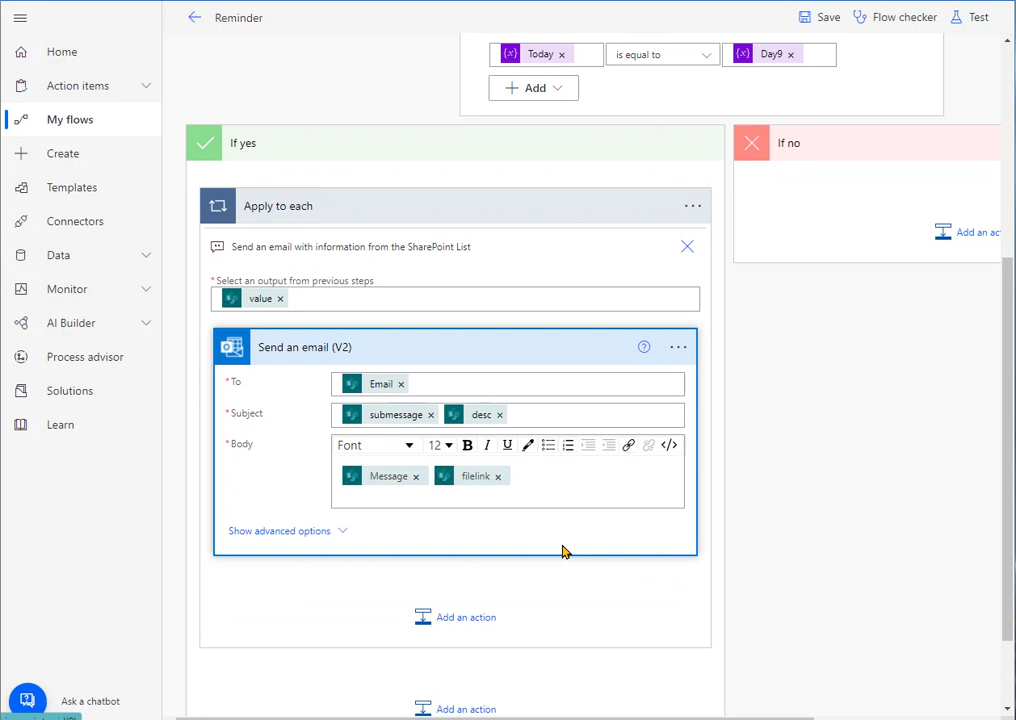 Reminder
Save
Flow checker
Test
Home
Action items
My flows
Create
Templates
Connectors
Data
Monitor
AI Builder
Process advisor
Solutions
Learn
Ask a chatbot
{x} Today × is equal to {x} Day9 ×
+ Add
If yes
If no
Apply to each
Send an email with information from the SharePoint List
* Select an output from previous steps
value ×
Add an ac
Send an email (V2)
* To
Email ×
* Subject
submessage × desc ×
* Body
Font 12 B I U </>
Message × filelink ×
Show advanced options
Add an action
Add an action